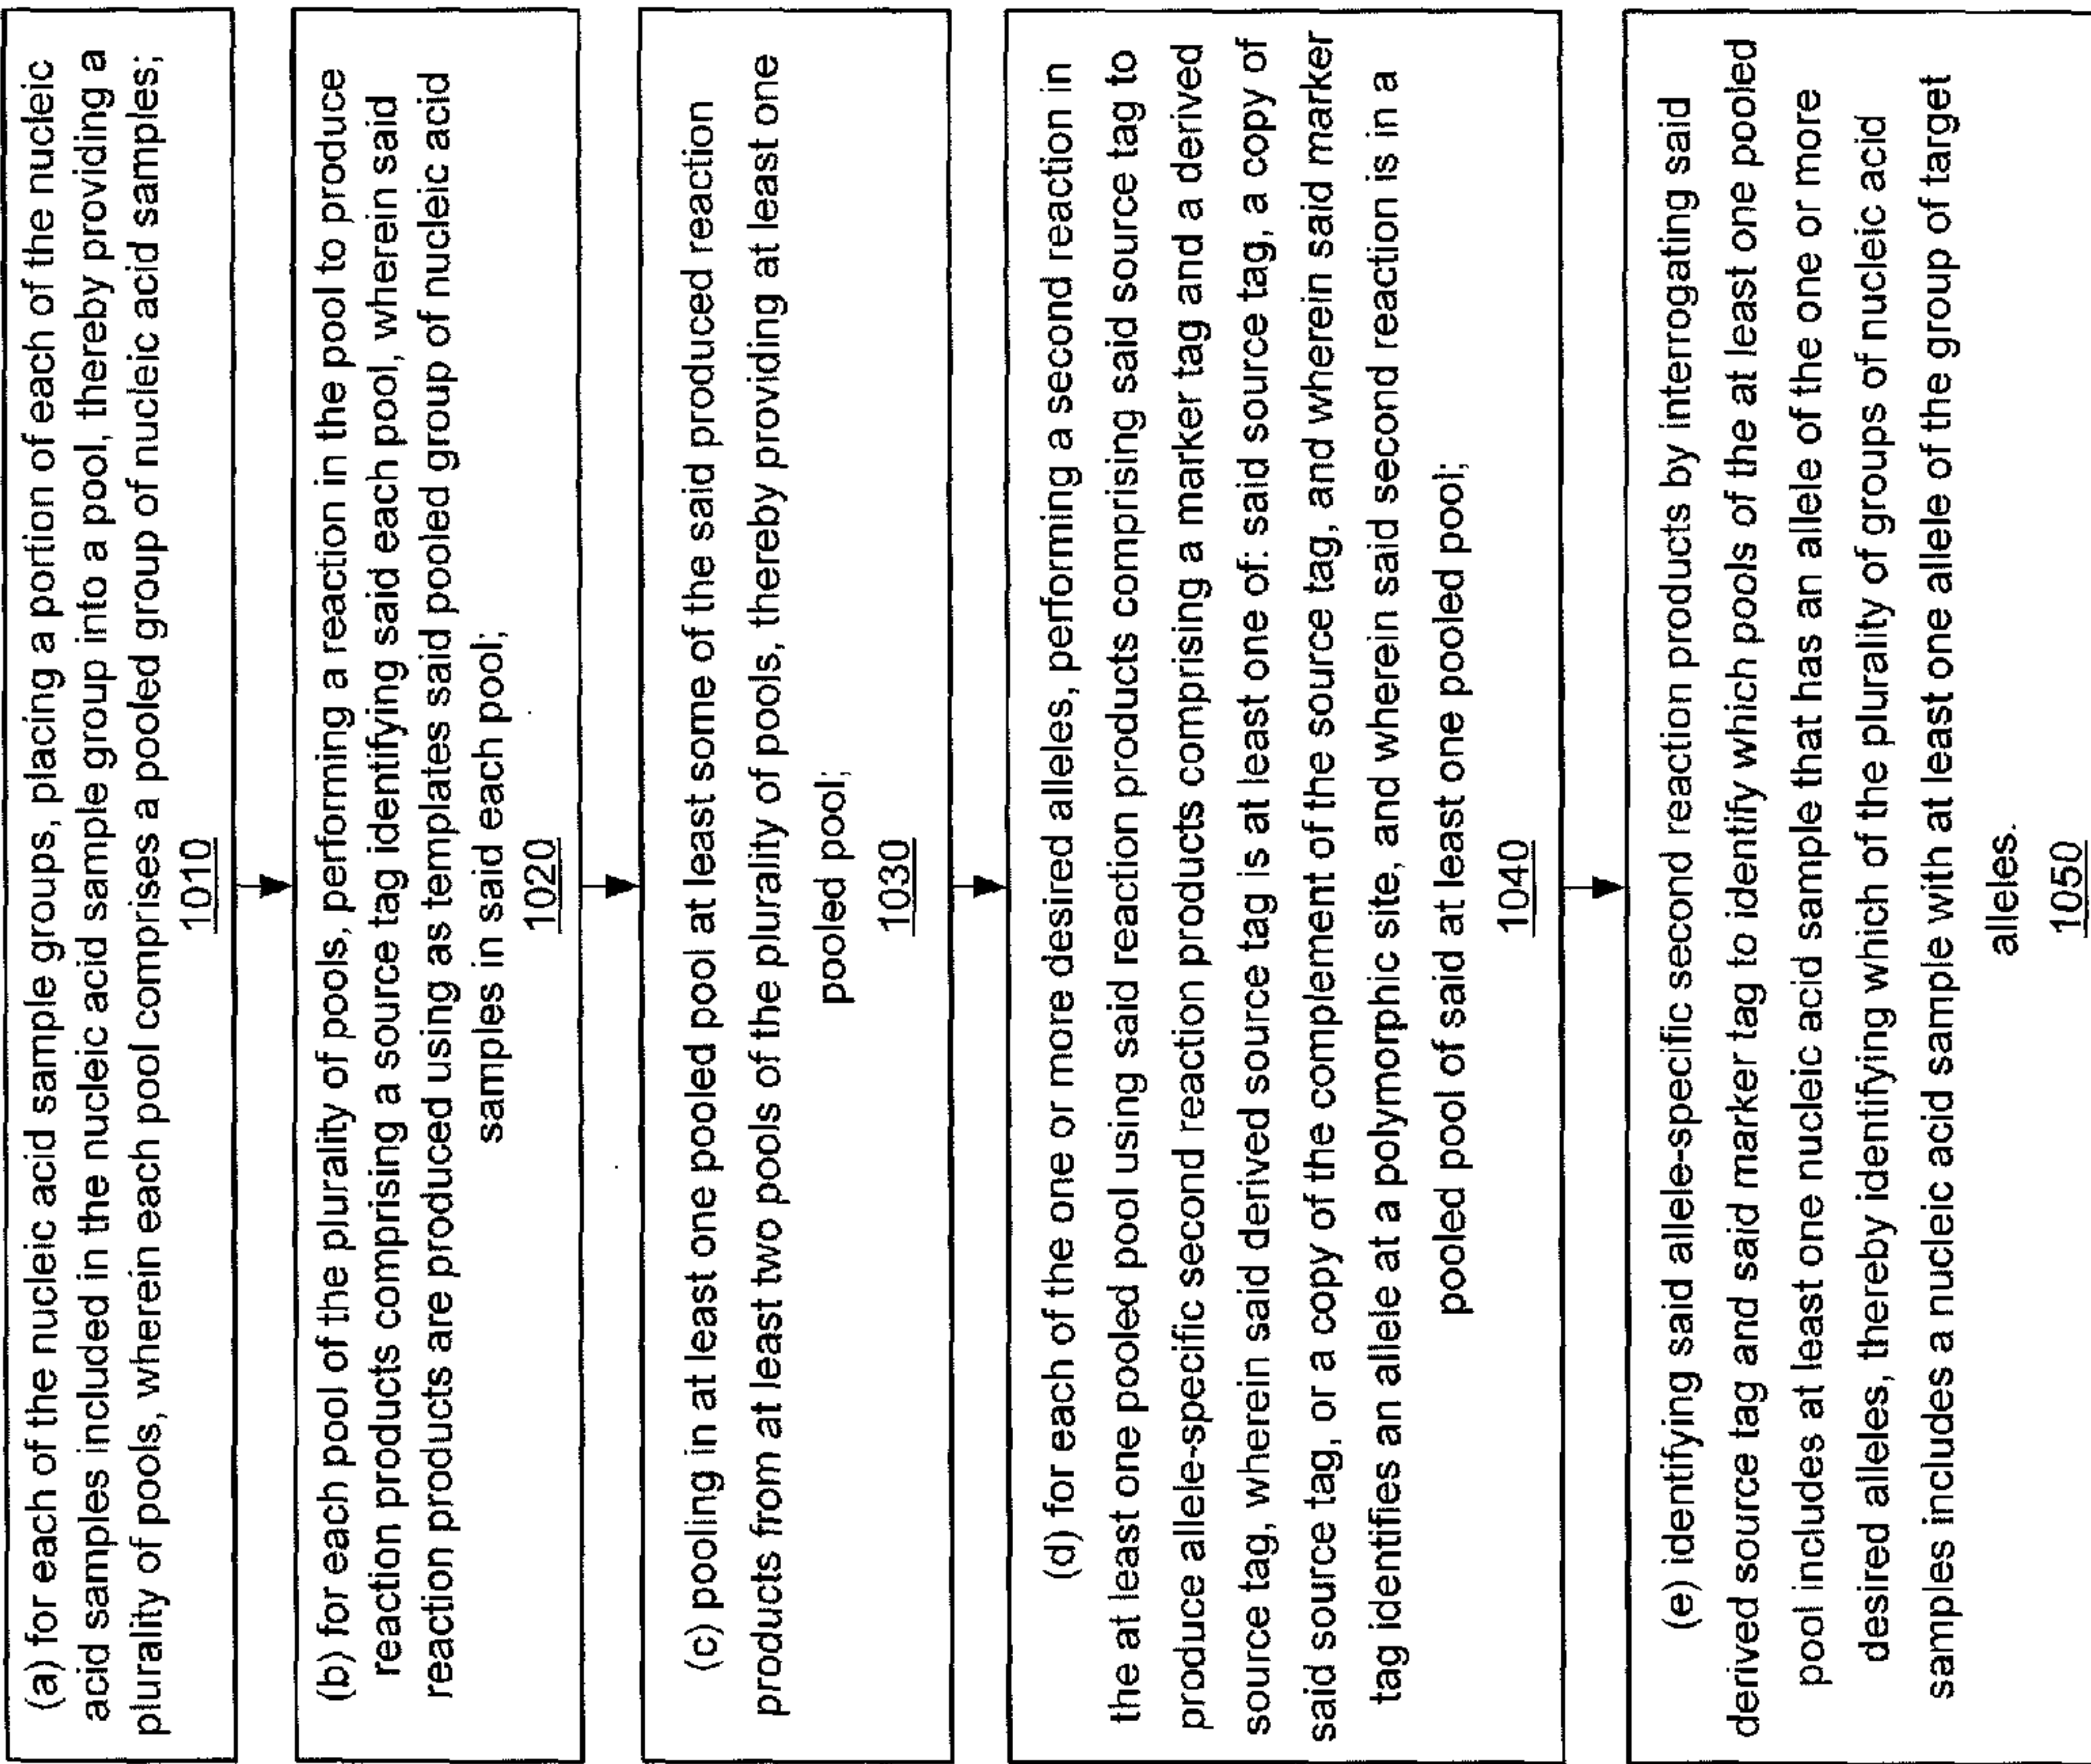 (a) for each of the nucleic acid sample groups, placing a portion of each of the nucleic
acid samples included in the nucleic acid sample group into a pool, thereby providing a
plurality of pools, wherein each pool comprises a pooled group of nucleic acid samples;
1010
(b) for each pool of the plurality of pools, performing a reaction in the pool to produce
reaction products comprising a source tag identifying said each pool, wherein said
reaction products are produced using as templates said pooled group of nucleic acid
samples in said each pool;
1020
(c) pooling in at least one pooled pool at least some of the said produced reaction
products from at least two pools of the plurality of pools, thereby providing at least one
pooled pool;
1030
(d) for each of the one or more desired alleles, performing a second reaction in
the at least one pooled pool using said reaction products comprising said source tag to
produce allele-specific second reaction products comprising a marker tag and a derived
source tag, wherein said derived source tag is at least one of: said source tag, a copy of
said source tag, or a copy of the complement of the source tag, and wherein said marker
tag identifies an allele at a polymorphic site, and wherein said second reaction is in a
pooled pool of said at least one pooled pool;
1040
(e) identifying said allele-specific second reaction products by interrogating said
derived source tag and said marker tag to identify which pools of the at least one pooled
pool includes at least one nucleic acid sample that has an allele of the one or more
desired alleles, thereby identifying which of the plurality of groups of nucleic acid
samples includes a nucleic acid sample with at least one allele of the group of target
alleles.
1050